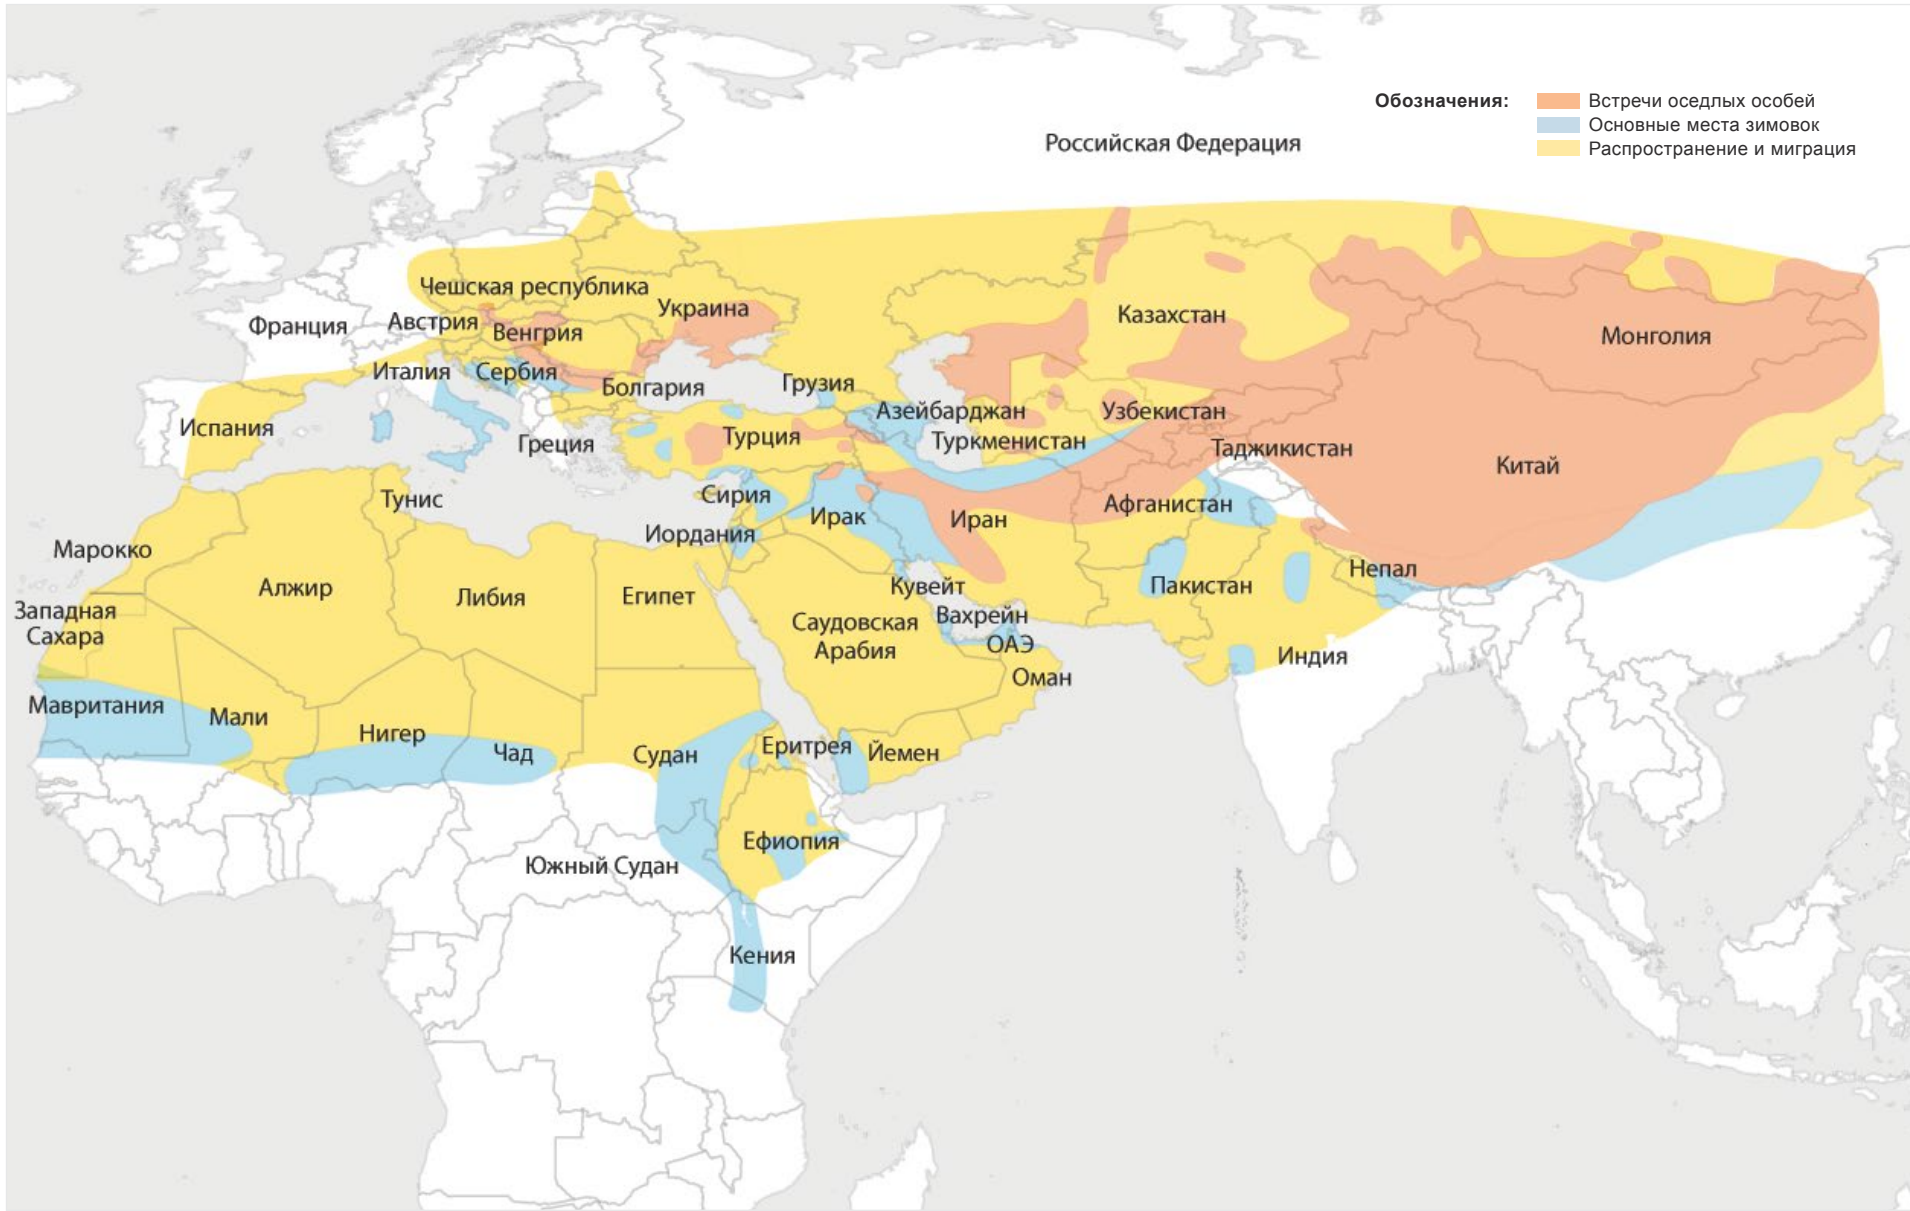 Обозначения:
Встречи оседлых особей
Основные места зимовок
Распространение и миграция
Российская Федерация
Чешская республика
Украина
Казахстан
Франция
Австрия
Венгрия
Монголия
Италия
Сербия
Болгария
Грузия
Испания
Греция
Турция
Азейбарджан
Туркменистан
Узбекистан
Таджикистан
Китай
Тунис
Сирия
Ирак
Иран
Афганистан
Иордания
Марокко
Алжир
Либия
Египет
Кувейт
Вахрейн
ОАЭ
Пакистан
Непал
Западная
Сахара
Саудовская
Арабия
Оман
Индия
Мавритания
Мали
Нигер
Чад
Судан
Еритрея
Йемен
Ефиопия
Южный Судан
Кения